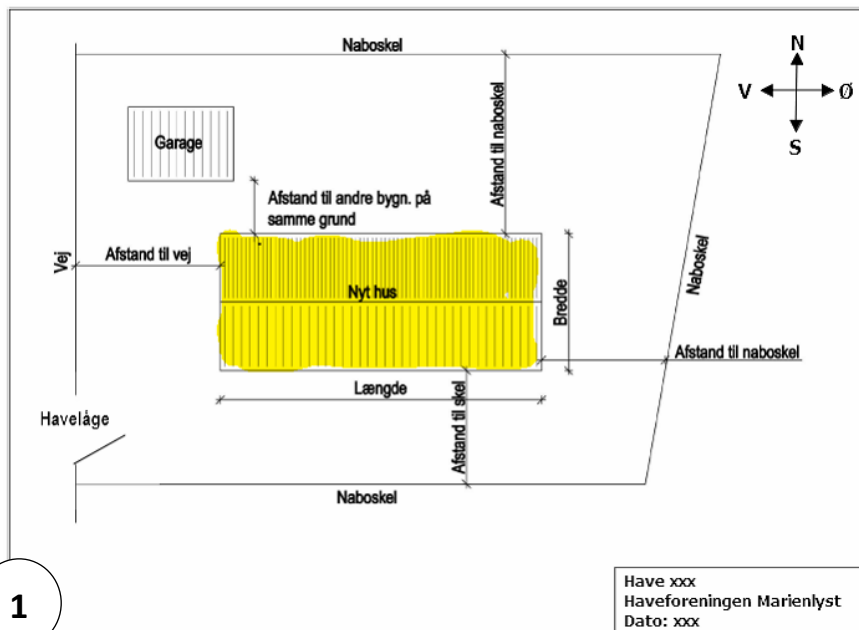 Naboskel
N
V
Ø
S
Garage
Afstand til naboskel
Afstand til andre bygn. på
samme grund
Vej
Afstand til vej
Nyt hus
Bredde
Naboskel
Afstand til naboskel
Længde
Havelåge
Afstand til skel
Naboskel
1
Have xxx
Haveforeningen Marienlyst
Dato: xxx